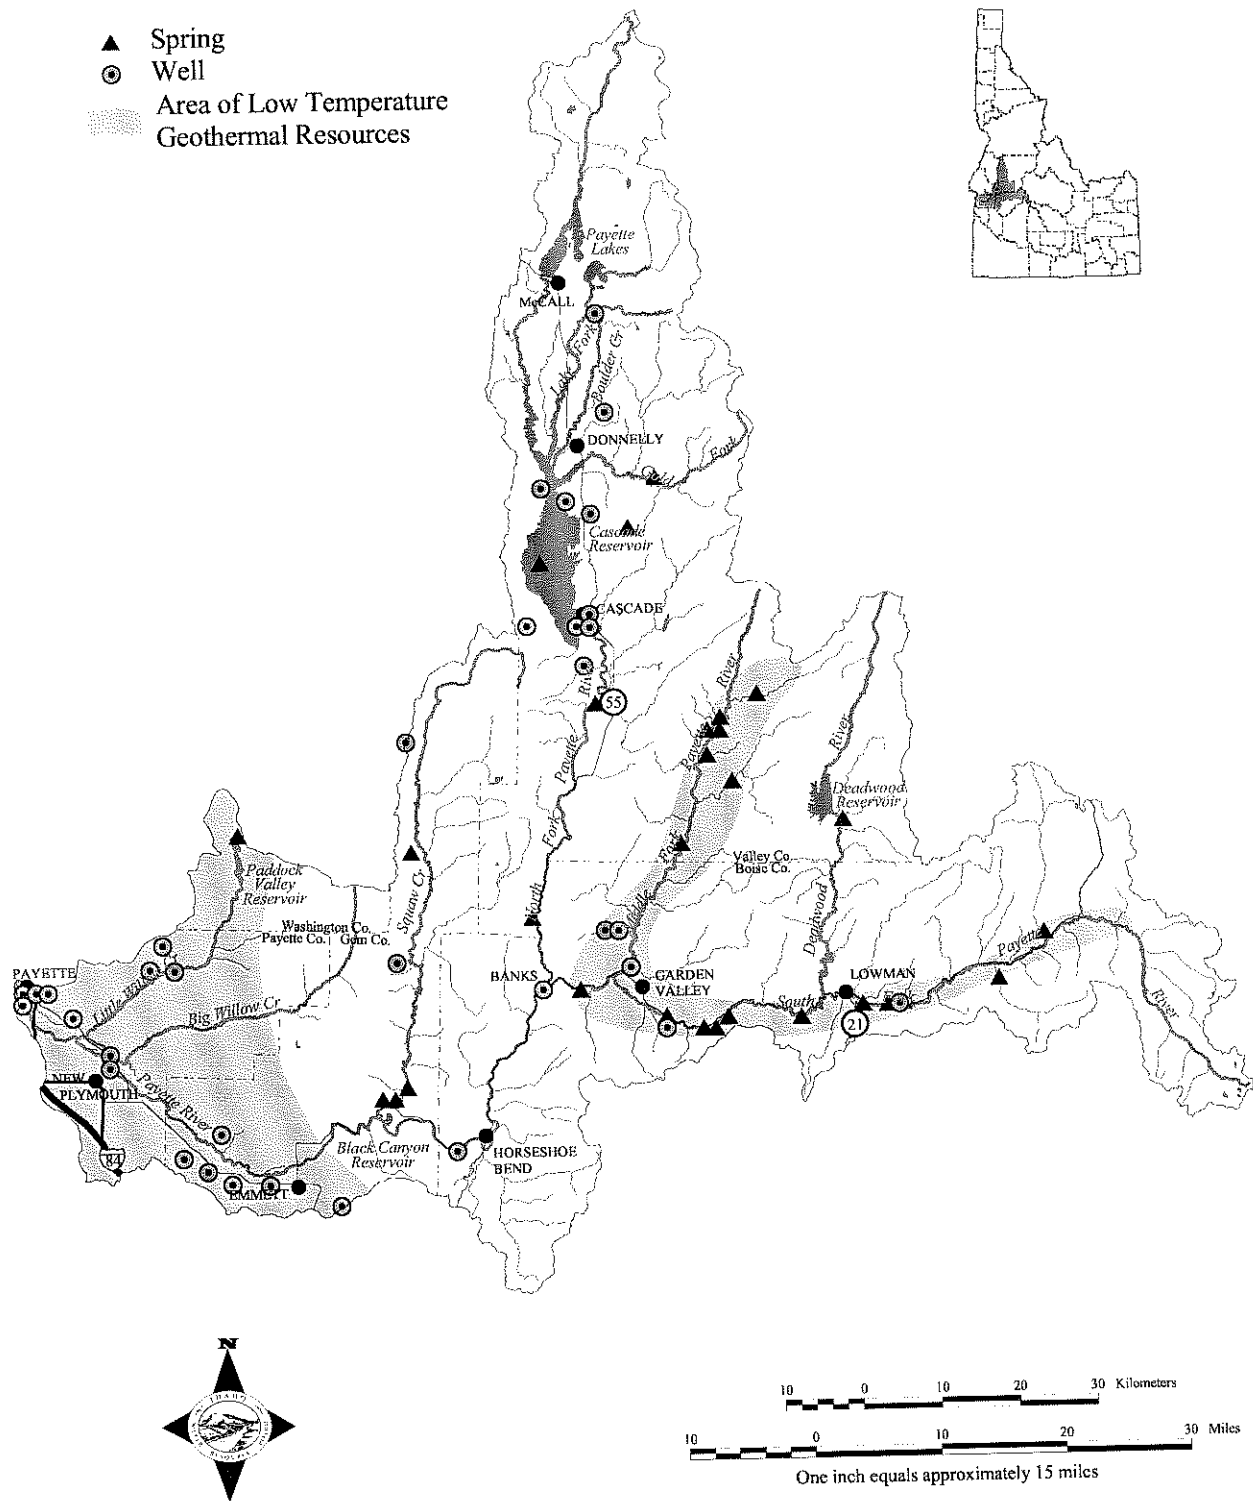 Spring
Well
Area of Low Temperature
Geothermal Resources
Payette
Lakes
McCALL
Lake Fork
Boulder Cr
DONNELLY
Gold Fork
Cascade
Reservoir
CASCADE
River
55
Payette
Fork
North
River
Payette
Fork
Middle
River
Deadwood
Reservoir
Deadwood
Valley Co.
Boise Co.
Paddock
Valley
Reservoir
Squaw Cr
Washington Co.
Payette Co.
Gem Co.
PAYETTE
Little Willow
Big Willow Cr
BANKS
GARDEN
VALLEY
LOWMAN
South
Fork
Payette
River
21
NEW
PLYMOUTH
Payette River
84
Black Canyon
Reservoir
HORSESHOE
BEND
EMMETT
N
IDAHO
10 0 10 20 30 Kilometers
10 0 10 20 30 Miles
One inch equals approximately 15 miles